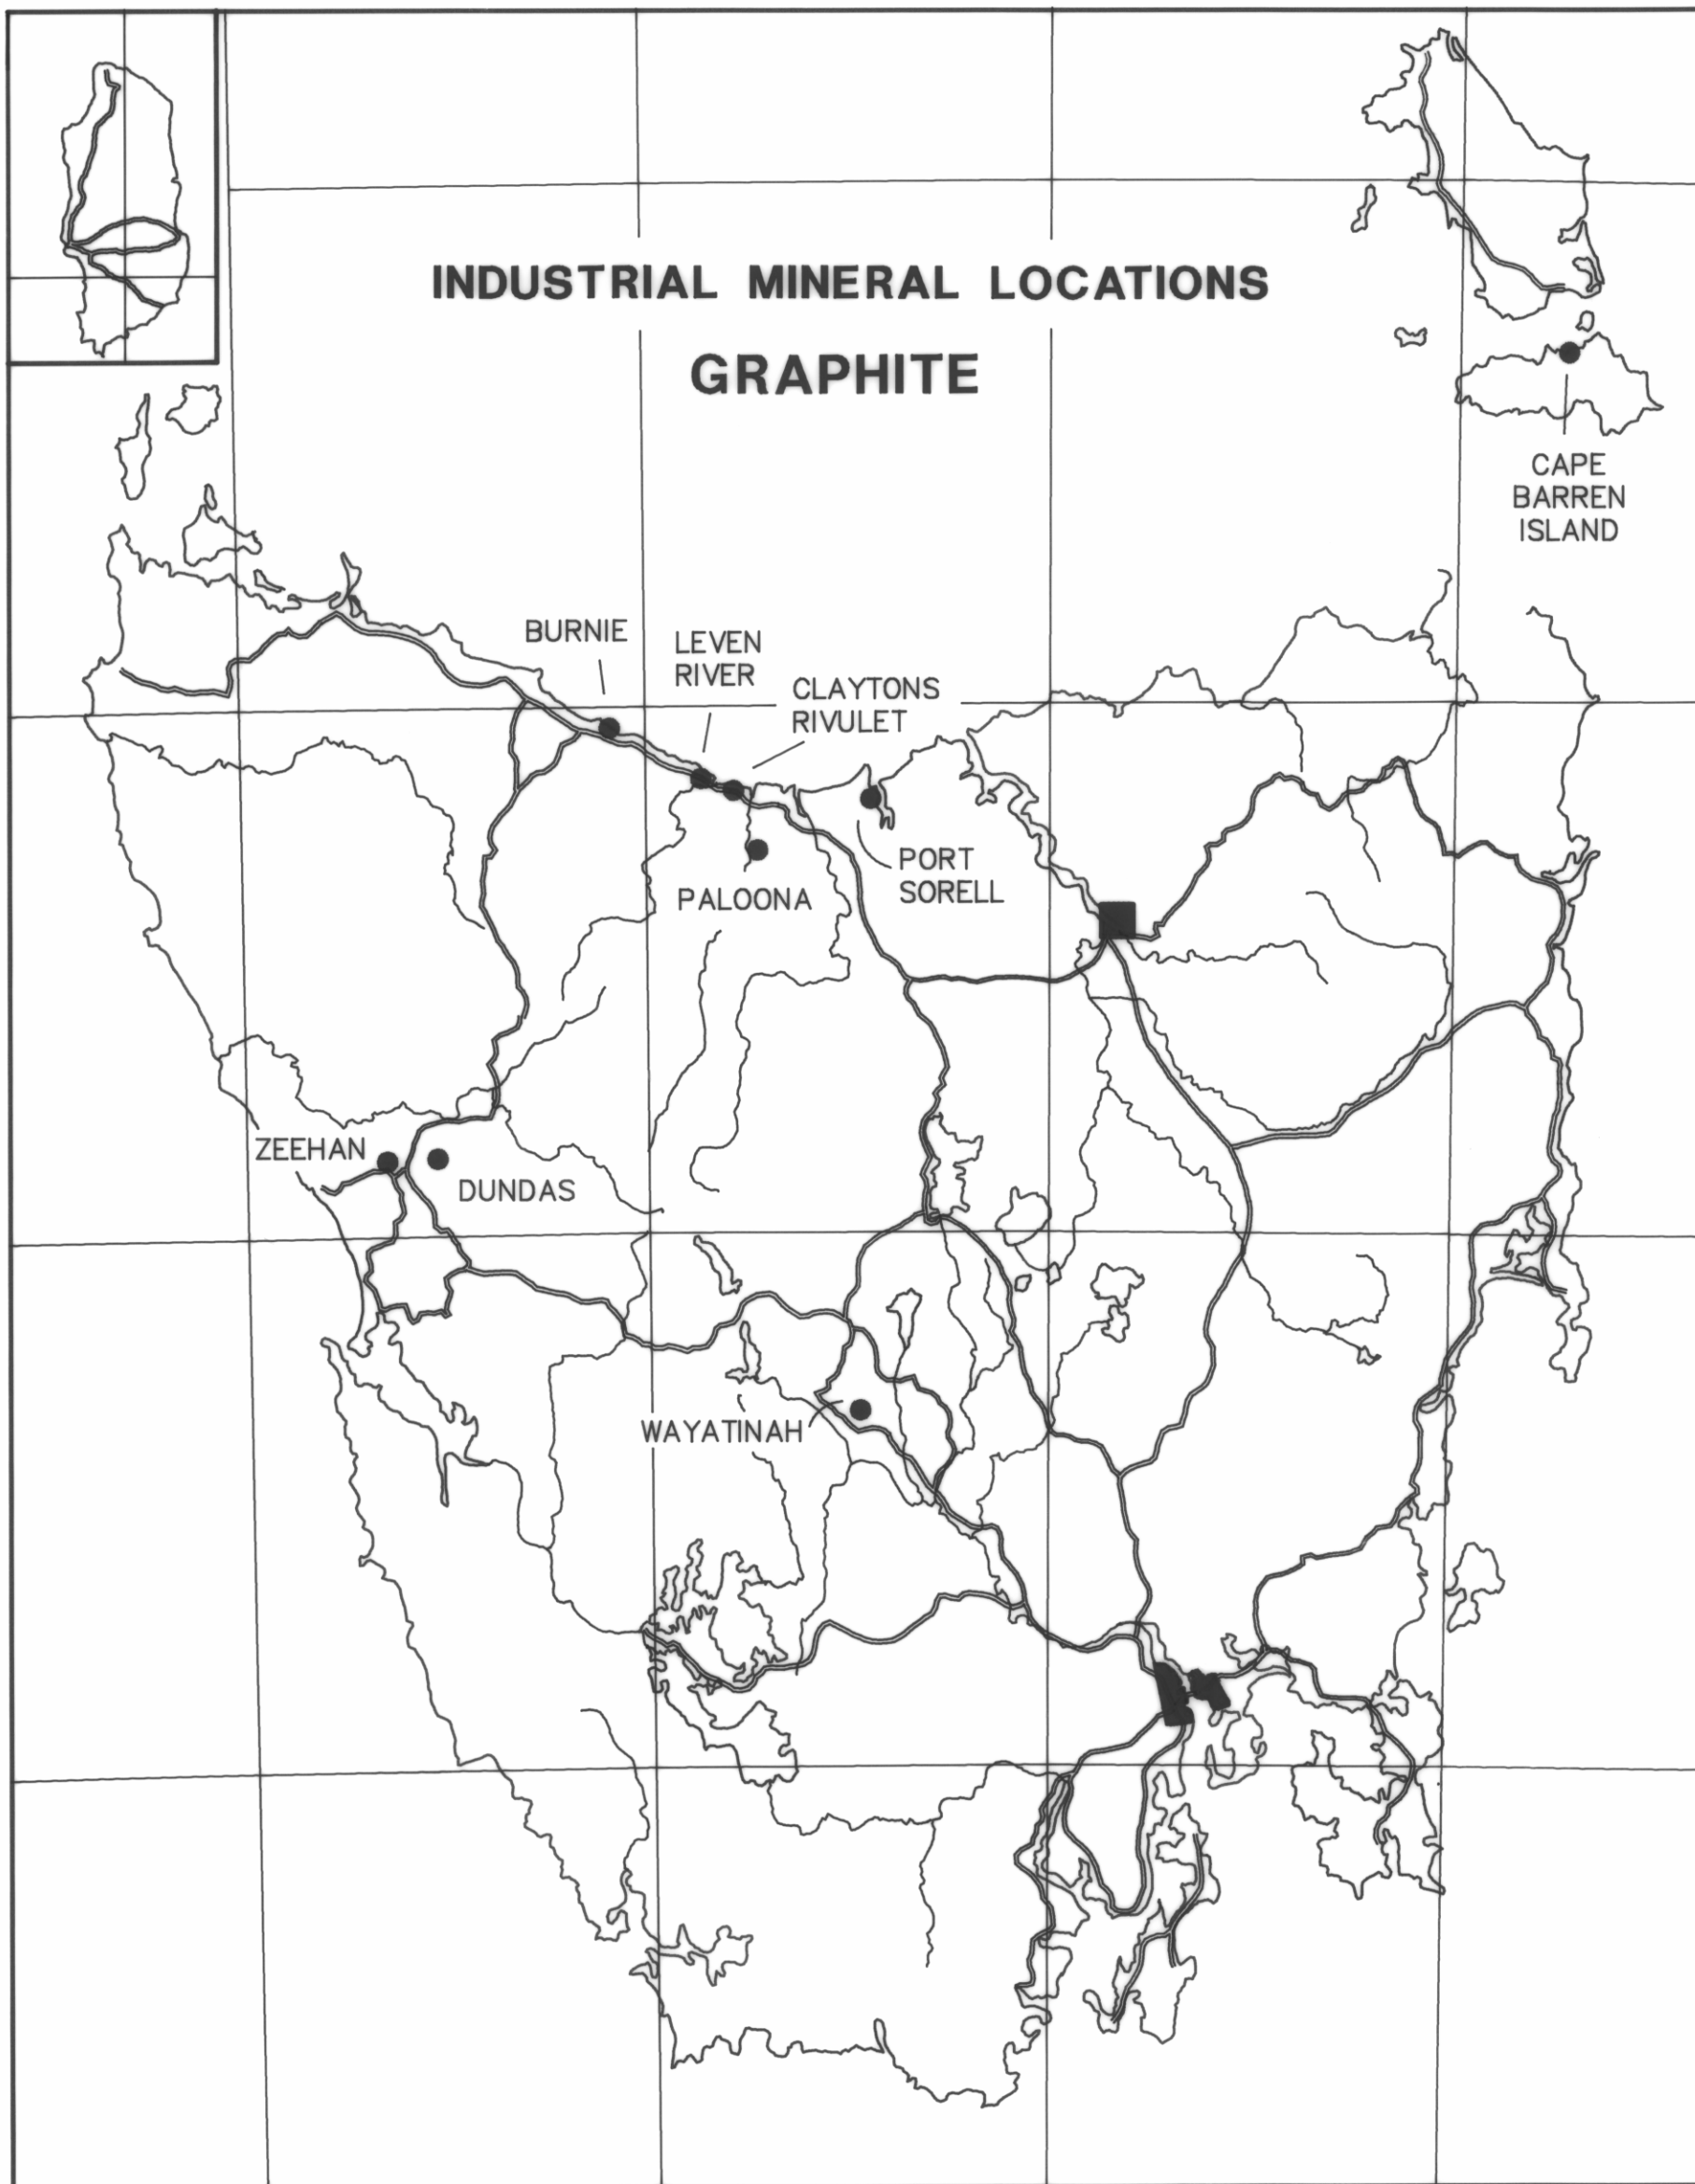 INDUSTRIAL MINERAL LOCATIONS
GRAPHITE
CAPE
BARREN
ISLAND
BURNIE
LEVEN
RIVER
CLAYTONS
RIVULET
PORT
SORELL
PALOONA
ZEEHAN
DUNDAS
WAYATINAH